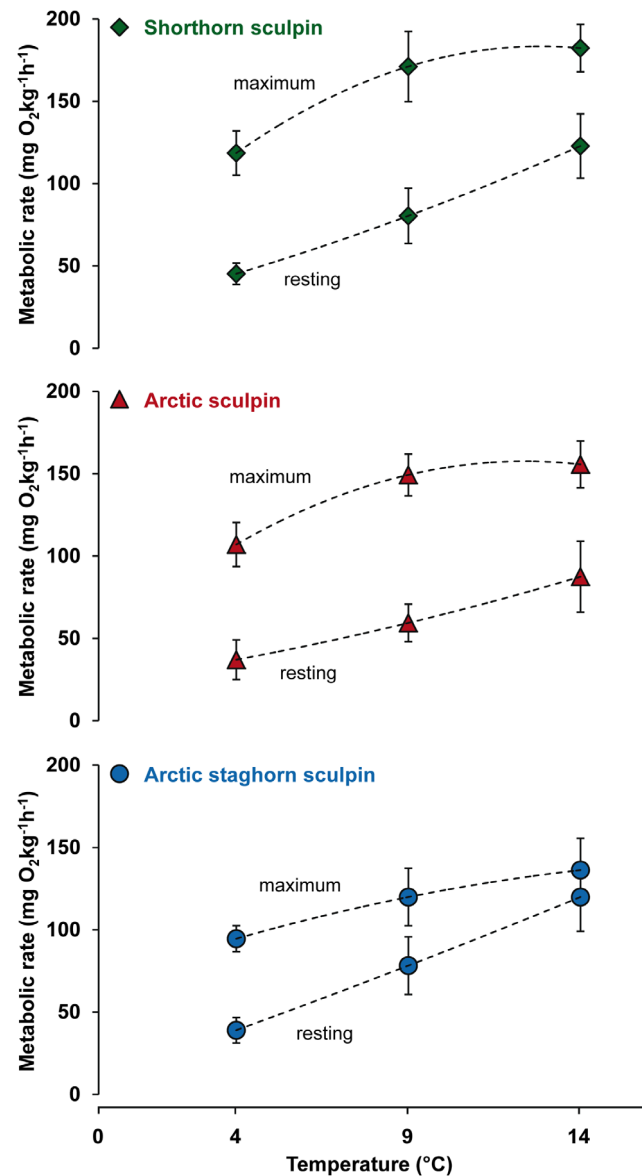 Shorthorn sculpin
Metabolic rate (mg O₂kg⁻¹h⁻¹)
200
150
100
50
0
maximum
resting
Arctic sculpin
Metabolic rate (mg O₂kg⁻¹h⁻¹)
200
150
100
50
0
maximum
resting
Arctic staghorn sculpin
Metabolic rate (mg O₂kg⁻¹h⁻¹)
200
150
100
50
0
maximum
resting
0 4 9 14
Temperature (°C)